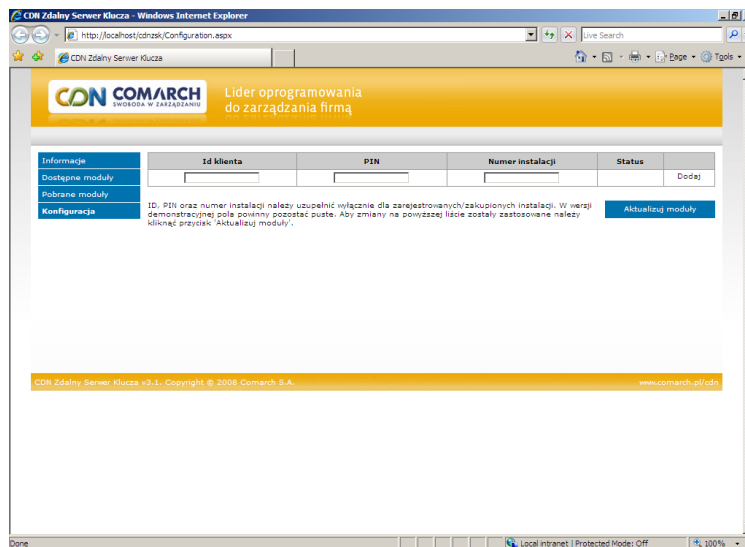 CDN Zdalny Serwer Klucza - Windows Internet Explorer
http://localhost/cdnzsk/Configuration.aspx
Live Search
CDN Zdalny Serwer Klucza
Page
Tools
CDN COMARCH
SWOBODA W ZARZĄDZANIU
Lider oprogramowania
do zarządzania firmą
Informacje
Dostępne moduły
Pobrane moduły
Konfiguracja
Id klienta PIN Numer instalacji Status
Dodaj
ID, PIN oraz numer instalacji należy uzupełnić wyłącznie dla zarejestrowanych/zakupionych instalacji. W wersji
demonstracyjnej pola powinny pozostać puste. Aby zmiany na powyższej liście zostały zastosowane nalezy
kliknąć przycisk 'Aktualizuj moduły'.
Aktualizuj moduły
CDN Zdalny Serwer Klucza v3.1. Copyright © 2008 Comarch S.A.
www.comarch.pl/cdn
Done
Local intranet | Protected Mode: Off
100%